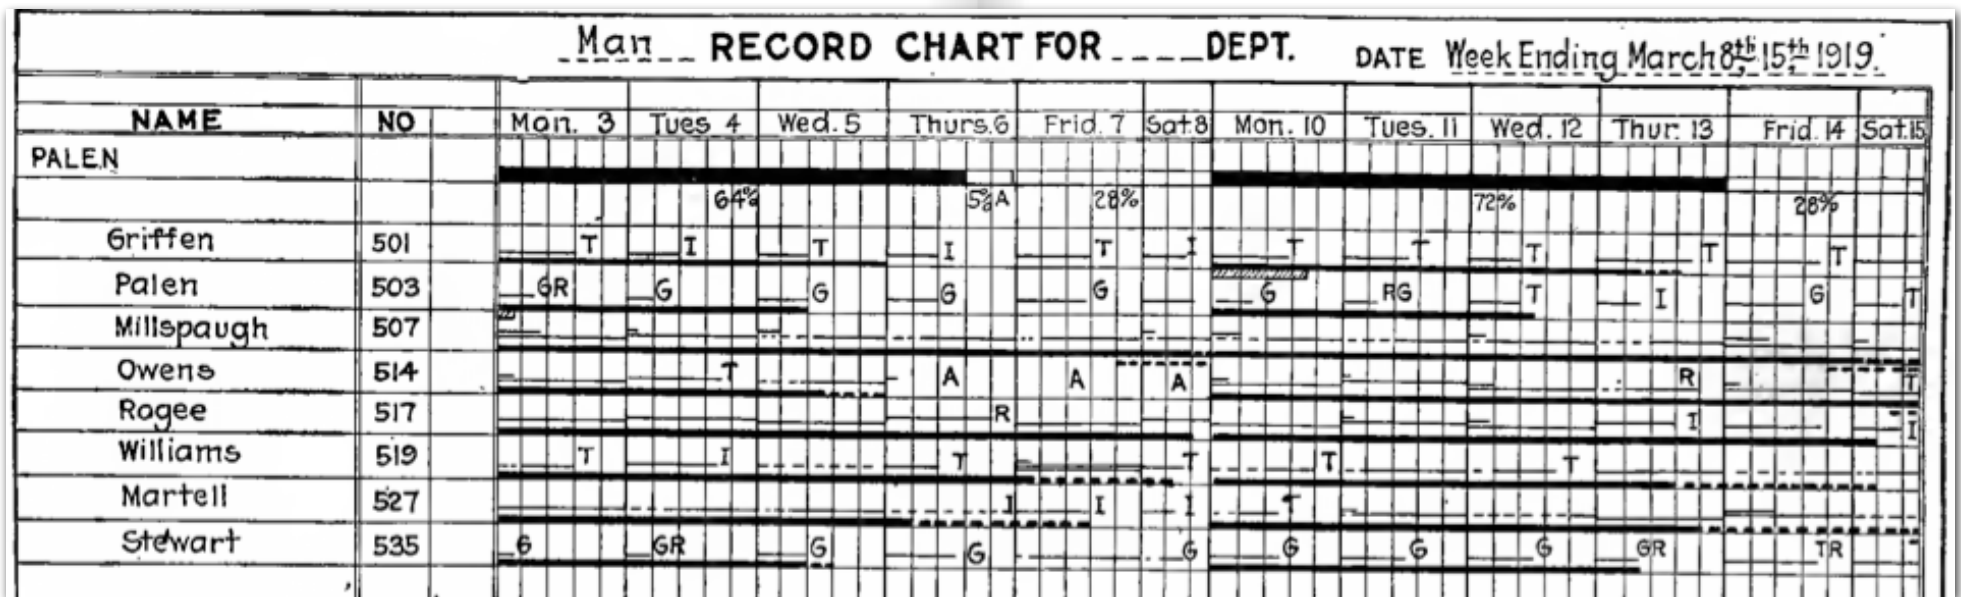 Man RECORD CHART FOR ____ DEPT. DATE Week Ending March 8th, 15th, 1919.
NAME NO Mon. 3 Tues 4 Wed. 5 Thurs. 6 Frid. 7 Sat. 8 Mon. 10 Tues. 11 Wed. 12 Thur. 13 Frid. 14 Sat. 15
PALEN
64% 5% A 28% 72% 28%
Griffen 501 T I T I T I T T T T T
Palen 503 GR G G G G G RG T I G T
Millspaugh 507
Owens 514 T A A A R T
Rogee 517 R I I
Williams 519 T I T T T T
Martell 527 I I I T
Stewart 535 G GR G G G G G G GR TR